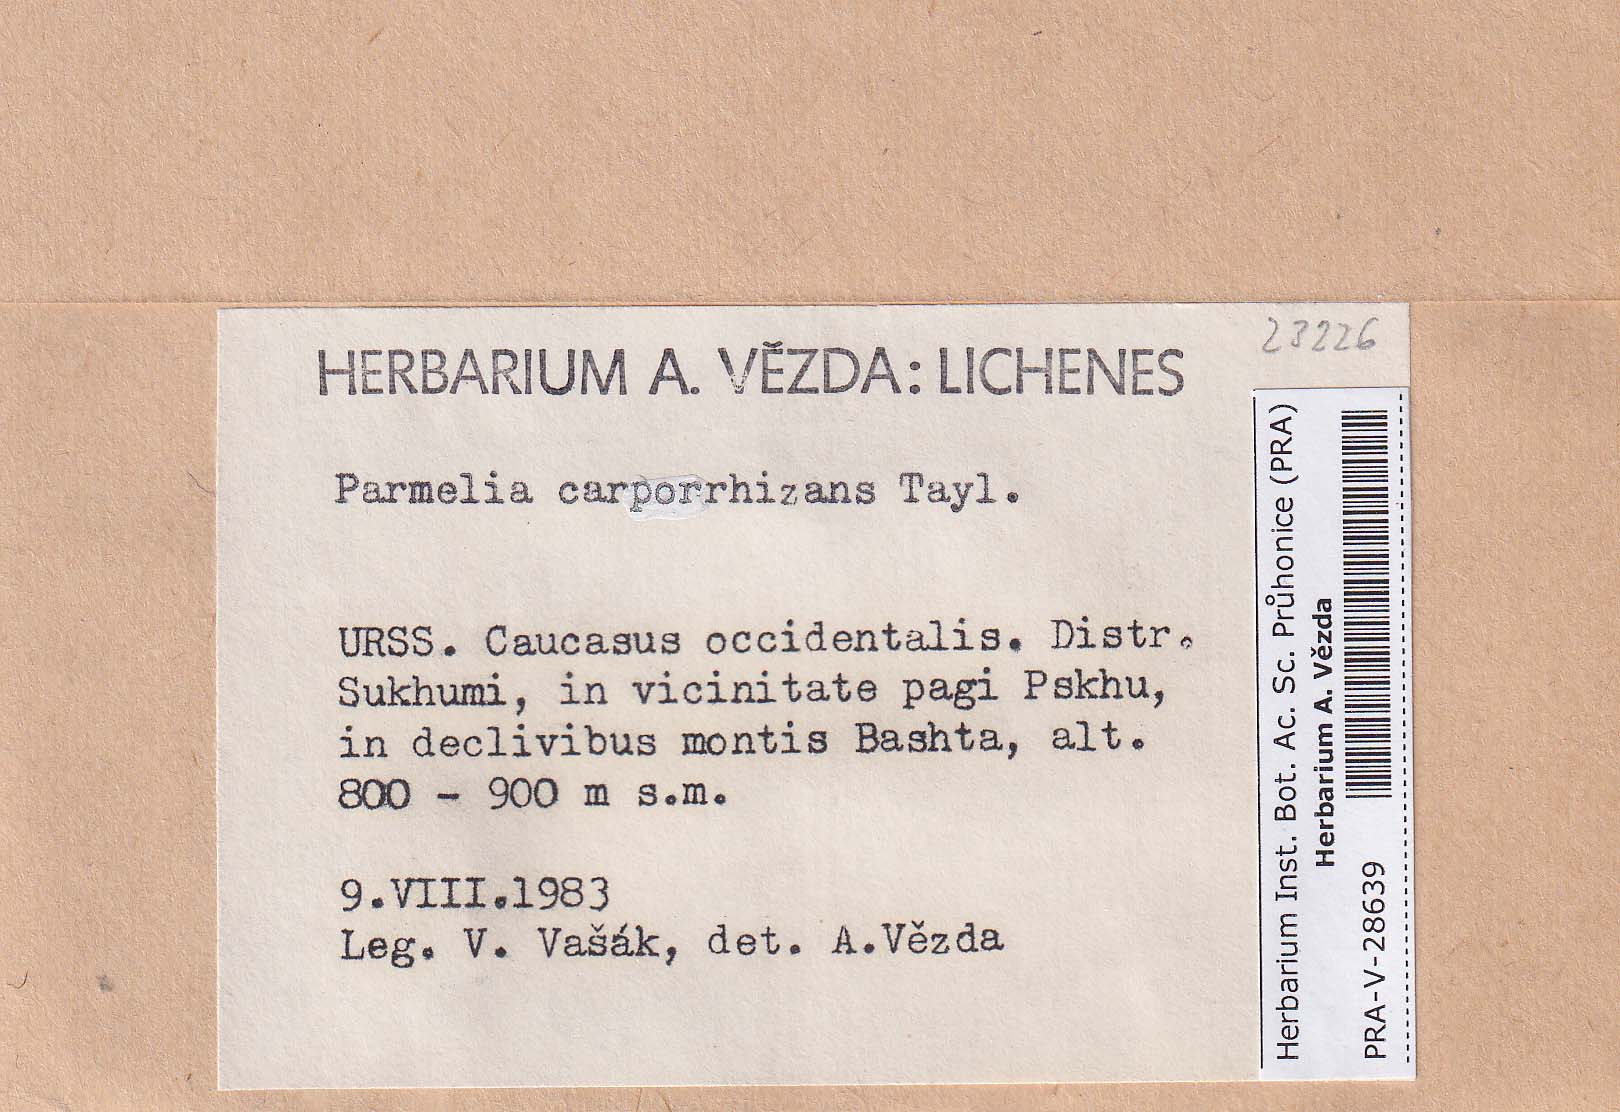 23226
HERBARIUM A. VĚZDA: LICHENES
Parmelia carporrhizans Tayl.
URSS. Caucasus occidentalis. Distr.
Sukhumi, in vicinitate pagi Pskhu,
in declivibus montis Bashta, alt.
800 - 900 m s.m.
9.VIII.1983
Leg. V. Vašák, det. A.Vězda
Herbarium Inst. Bot. Ac. Sc. Průhonice (PRA)
Herbarium A. Vězda
PRA-V-28639